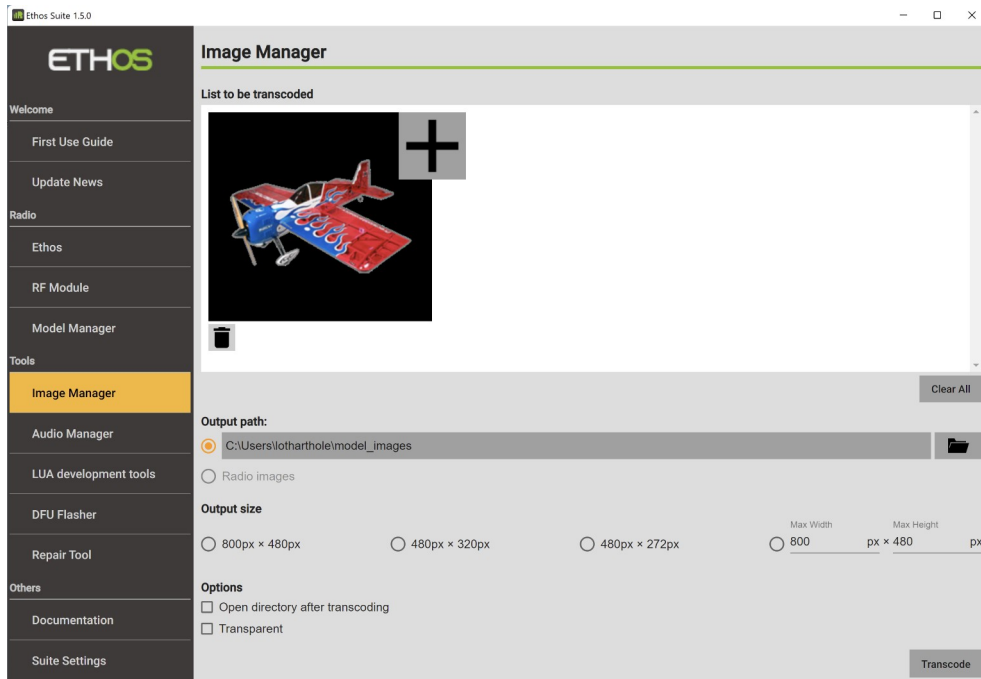 Ethos Suite 1.5.0
ETHOS
Welcome
First Use Guide
Update News
Radio
Ethos
RF Module
Model Manager
Tools
Image Manager
Audio Manager
LUA development tools
DFU Flasher
Repair Tool
Others
Documentation
Suite Settings
Image Manager
List to be transcoded
Clear All
Output path:
C:\Users\lotharthole\model_images
Radio images
Output size
800px × 480px
480px × 320px
480px × 272px
Max Width Max Height
800 px × 480 px
Options
Open directory after transcoding
Transparent
Transcode